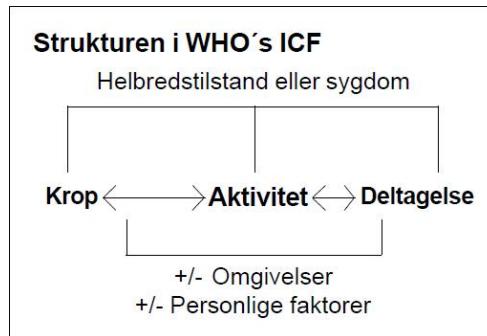 Strukturen i WHO´s ICF
Helbredstilstand eller sygdom
Krop Aktivitet Deltagelse
+/- Omgivelser
+/- Personlige faktorer